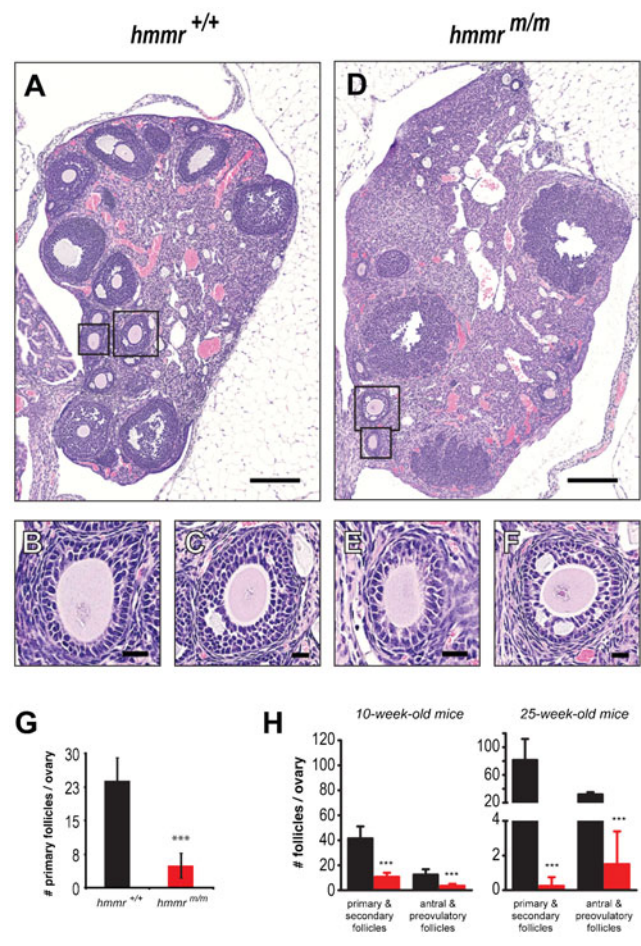 hmmr +/+ hmmr m/m
A D
B C E F
G
# primary follicles / ovary
30
23
15
8
0
***
hmmr +/+ hmmr m/m
H
10-week-old mice 25-week-old mice
# follicles / ovary
120
100
80
60
40
20
0
*** ***
primary & secondary follicles
antral & preovulatory follicles
100
80
60
40
20
4
2
0
*** ***
primary & secondary follicles
antral & preovulatory follicles